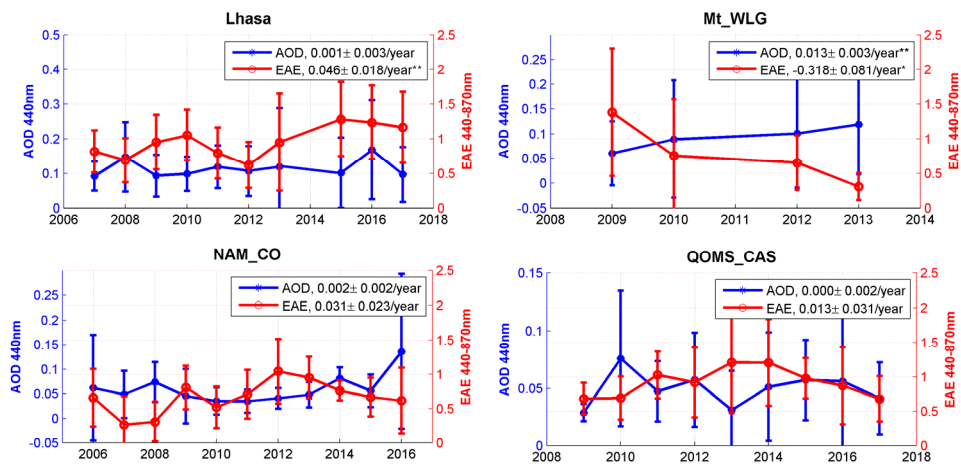 Lhasa
AOD 440nm
0.5
0.4
0.3
0.2
0.1
0
2.5
2
1.5
1
0.5
0
EAE 440-870nm
AOD, 0.001± 0.003/year
EAE, 0.046± 0.018/year**
2006 2008 2010 2012 2014 2016 2018
Mt_WLG
AOD 440nm
0.25
0.2
0.15
0.1
0.05
0
-0.05
2.5
2
1.5
1
0.5
0
EAE 440-870nm
AOD, 0.013± 0.003/year**
EAE, -0.318± 0.081/year*
2008 2009 2010 2011 2012 2013 2014
NAM_CO
AOD 440nm
0.25
0.2
0.15
0.1
0.05
0
-0.05
2.5
2
1.5
1
0.5
0
EAE 440-870nm
AOD, 0.002± 0.002/year
EAE, 0.031± 0.023/year
2006 2008 2010 2012 2014 2016
QOMS_CAS
AOD 440nm
0.15
0.1
0.05
0
2.5
2
1.5
1
0.5
0
EAE 440-870nm
AOD, 0.000± 0.002/year
EAE, 0.013± 0.031/year
2008 2010 2012 2014 2016 2018